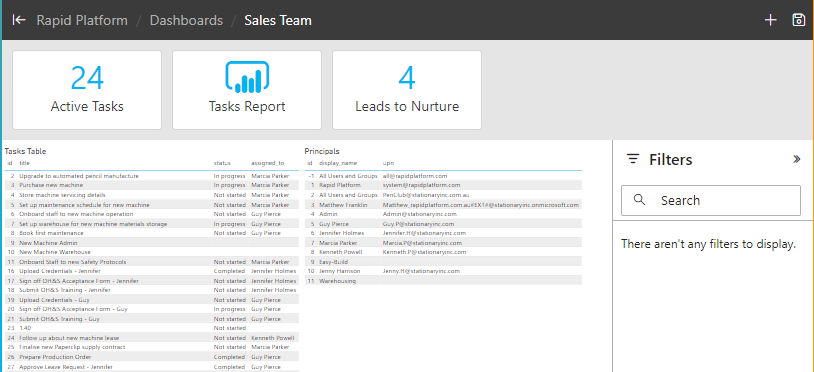 Rapid Platform / Dashboards / Sales Team
24
Active Tasks
Tasks Report
4
Leads to Nurture
Tasks Table
id title status assigned_to
2 Upgrade to automated pencil manufacture In progress Marcia Parker
3 Purchase new machine In progress Marcia Parker
4 Store machine servicing details Not started Marcia Parker
5 Set up maintenance schedule for new machine Not started Marcia Parker
6 Onboard staff to new machine operation Not started Guy Pierce
7 Set up warehouse for new machine materials storage In progress Guy Pierce
8 Book first maintenance Not started Guy Pierce
9 New Machine Admin
10 New Machine Warehouse
11 Onboard Staff to new Safety Protocols Not started Marcia Parker
16 Upload Credentials - Jennifer Completed Jennifer Holmes
17 Sign off OH&S Acceptance Form - Jennifer Not started Jennifer Holmes
18 Submit OH&S Training - Jennifer Not started Jennifer Holmes
19 Upload Credentials - Guy Not started Guy Pierce
20 Sign off OH&S Acceptance Form - Guy In progress Guy Pierce
21 Submit OH&S Training - Guy Not started Guy Pierce
23 1.40 Not started
24 Follow up about new machine lease Not started Kenneth Powell
25 Finalise new Paperclip supply contract Not started Marcia Parker
26 Prepare Production Order Completed Guy Pierce
27 Approve Leave Request - Jennifer Completed Guy Pierce
Principals
id display_name upn
-1 All Users and Groups all@rapidplatform.com
1 Rapid Platform system@rapidplatform.com
2 All Users and Groups PenClub@stationaryinc.com.au
3 Matthew Franklin Matthew_rapidplatform.com.au#EXT#@stationaryinc.onmicrosoft.com
4 Admin Admin@stationaryinc.com
5 Guy Pierce Guy.P@stationaryinc.com
6 Jennifer Holmes Jennifer.H@stationaryinc.com
7 Marcia Parker Marcia.P@stationaryinc.com
8 Kenneth Powell Kenneth.P@stationaryinc.com
9 Easy-Build
10 Jenny Harrison Jenny.H@stationaryinc.com
11 Warehousing
Filters
Search
There aren't any filters to display.